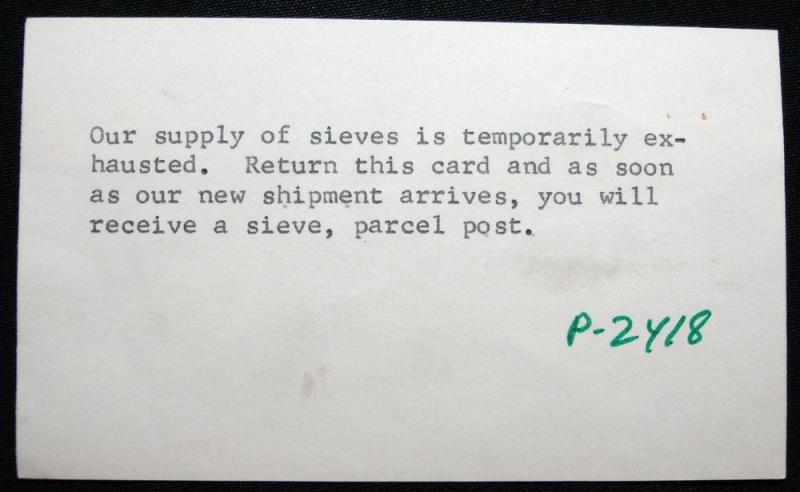 Our supply of sieves is temporarily ex-
hausted.  Return this card and as soon
as our new shipment arrives, you will
receive a sieve, parcel post.
P-2418